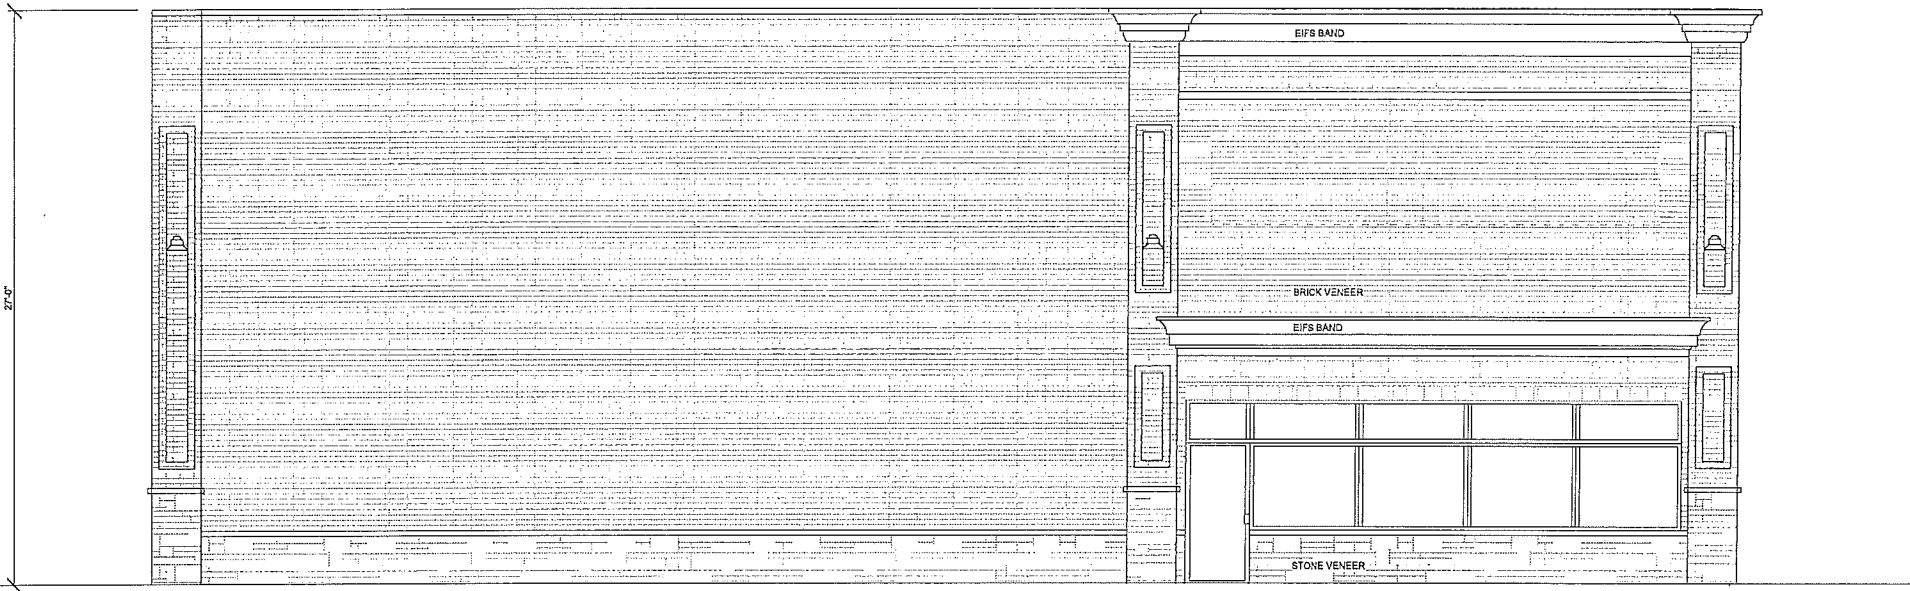 EIFS BAND
27'-0"
BRICK VENEER
EIFS BAND
STONE VENEER